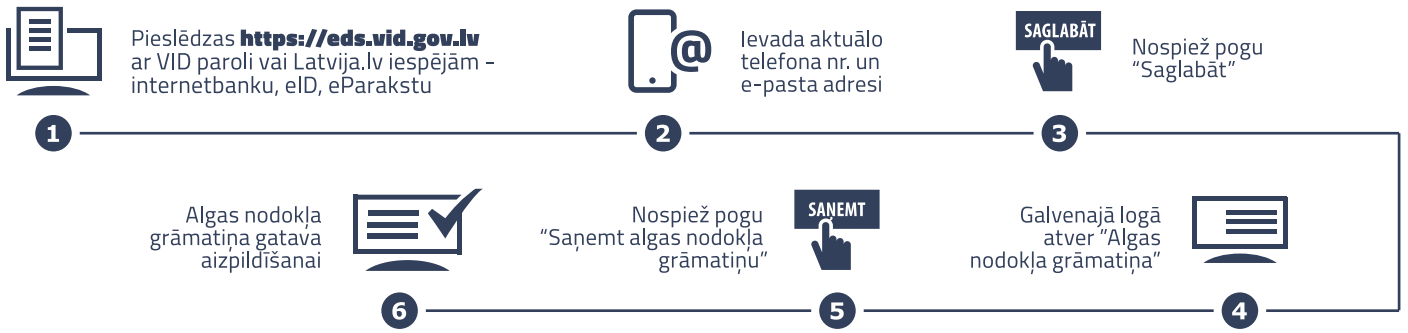 Pieslēdzas https://eds.vid.gov.lv
ar VID paroli vai Latvija.lv iespējām -
internetbanku, eID, eParakstu
1
@
Ievada aktuālo
telefona nr. un
e-pasta adresi
2
SAGLABĀT
Nospiež pogu
“Saglabāt”
3
Galvenajā logā
atver "Algas
nodokļa grāmatiņa”
4
Nospiež pogu
“Saņemt algas nodokļa
grāmatiņu”
SAŅEMT
5
Algas nodokļa
grāmatiņa gatava
aizpildīšanai
6